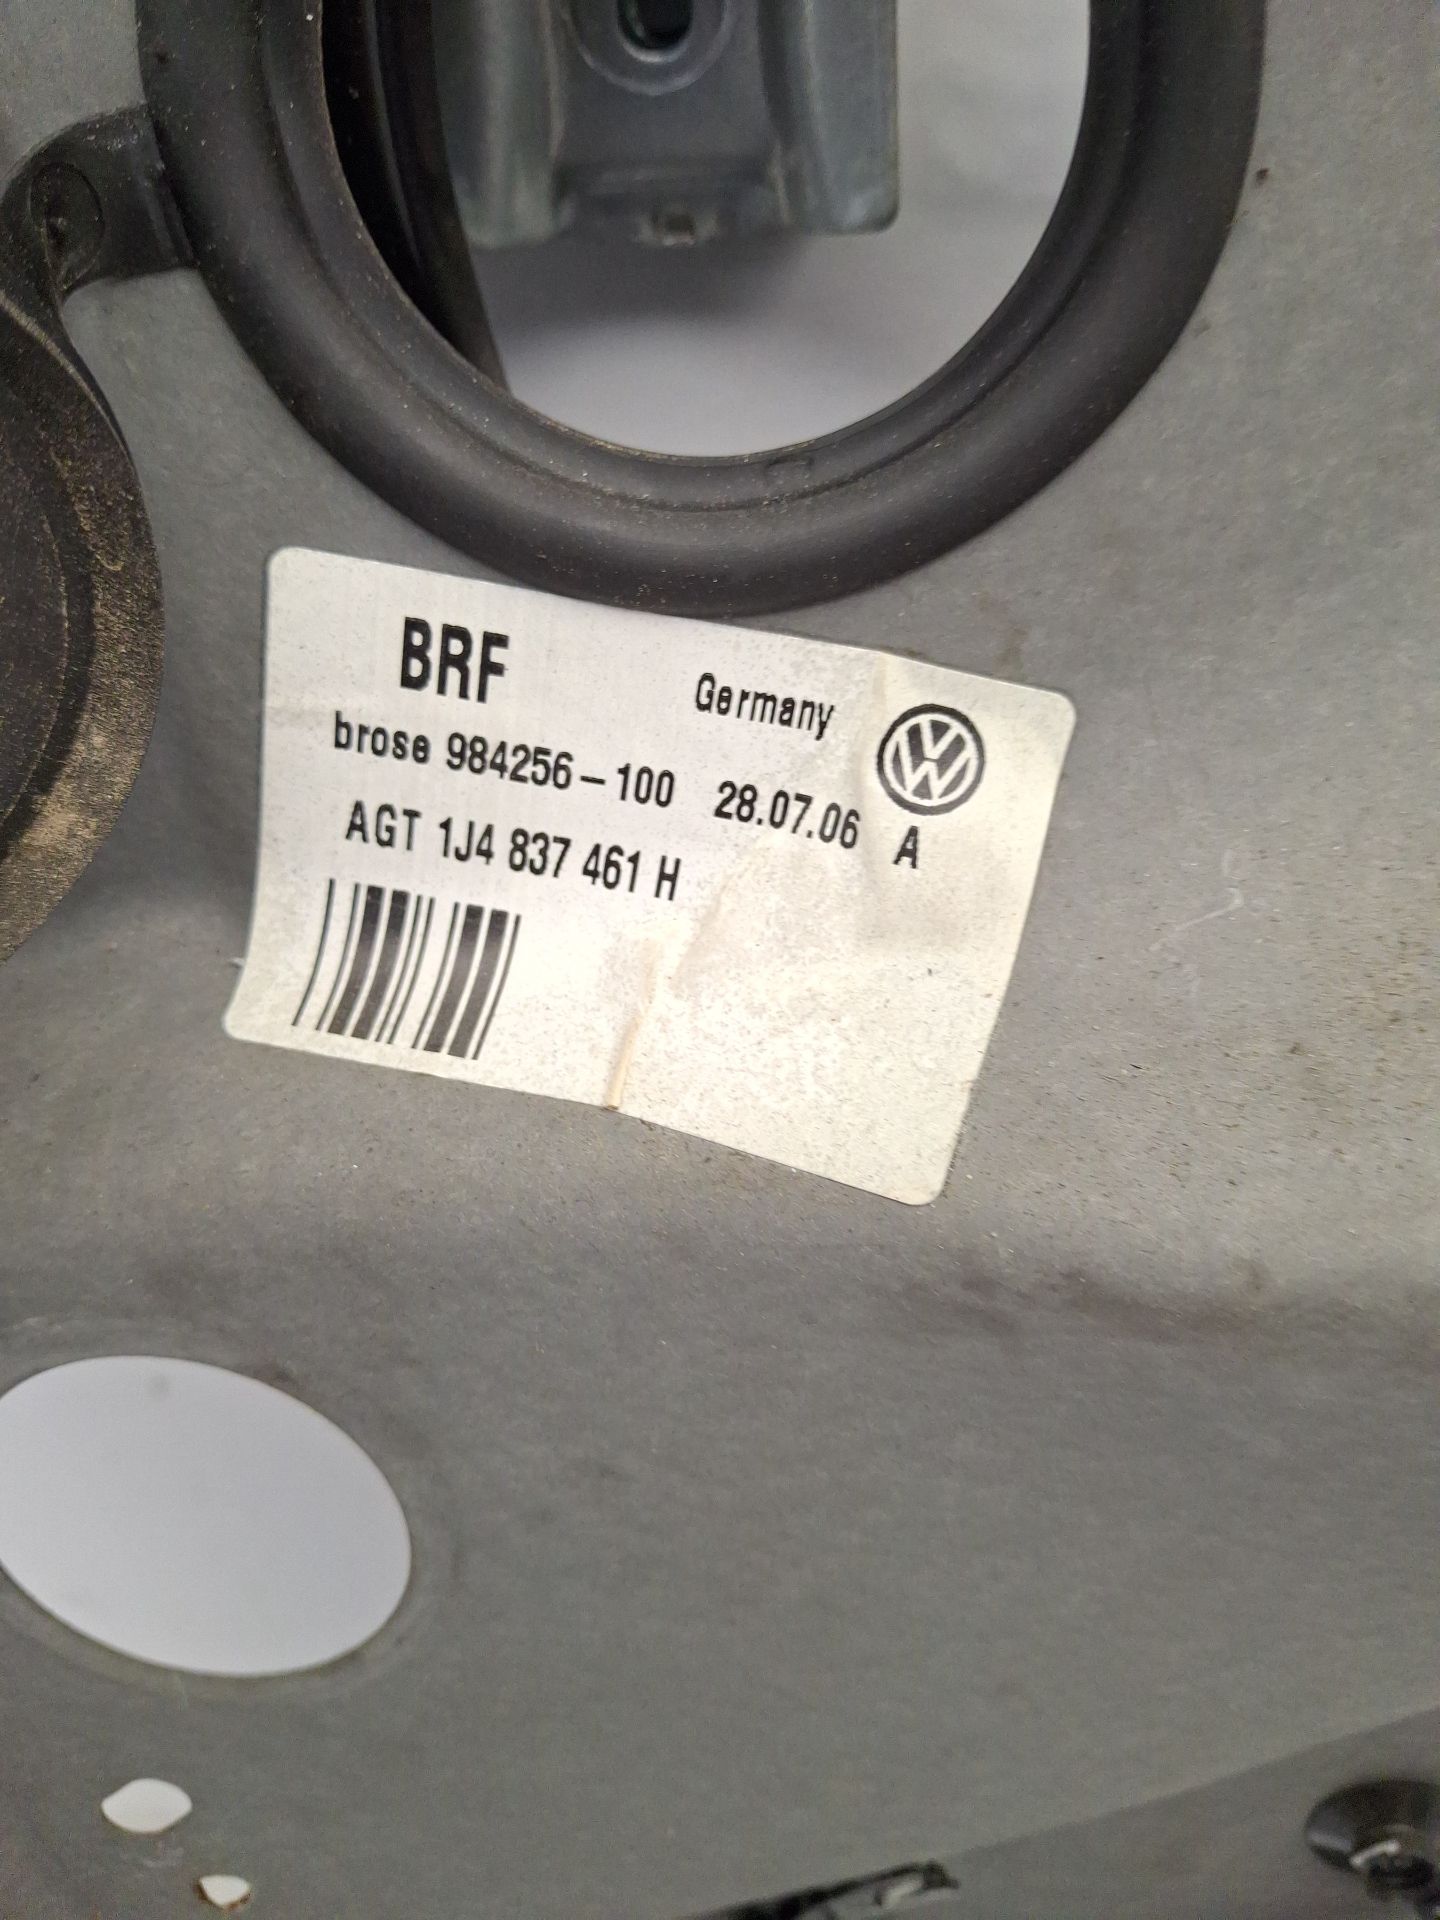 BRF
Germany
brose 984256-100 28.07.06 A
AGT 1J4 837 461 H